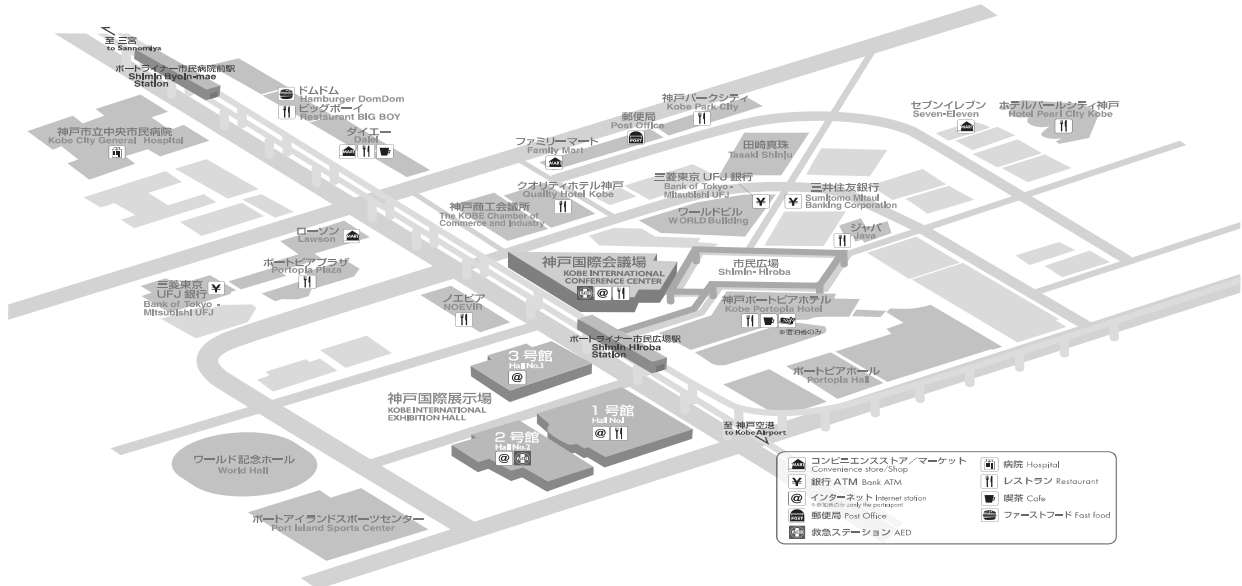 至 三宮
to Sannomiya
ポートライナー市民病院前駅
Shimin Byoin-mae
Station
ドムドム
Hamburger DomDom
ビッグボーイ
Restaurant BIG BOY
ダイエー
Daiei
MART
神戸市立中央市民病院
Kobe City General Hospital
神戸パークシティ
Kobe Park City
郵便局
Post Office
POST
ファミリーマート
Family Mart
MART
セブンイレブン
Seven-Eleven
MART
ホテルパールシティ神戸
Hotel Pearl City Kobe
田崎真珠
Tasaki Shinju
クオリティホテル神戸
Quality Hotel Kobe
三菱東京 UFJ 銀行
Bank of Tokyo -
Mitsubishi UFJ
¥
¥
三井住友銀行
Sumitomo Mitsui
Banking Corporation
神戸商工会議所
The KOBE Chamber of
Commerce and Industry
ワールドビル
WORLD Building
ジャバ
Java
ローソン
Lawson
MART
ポートピアプラザ
Portopia Plaza
三菱東京
UFJ 銀行
¥
Bank of Tokyo -
Mitsubishi UFJ
神戸国際会議場
KOBE INTERNATIONAL
CONFERENCE CENTER
@
市民広場
Shimin-Hiroba
ノエビア
NOEVIR
神戸ポートピアホテル
Kobe Portopia Hotel
※宿泊者のみ
ポートライナー市民広場駅
Shimin Hiroba
Station
ポートピアホール
Portopia Hall
3号館
Hall No.3
@
神戸国際展示場
KOBE INTERNATIONAL
EXHIBITION HALL
1号館
Hall No.1
@
2号館
Hall No.2
@
至 神戸空港
to Kobe Airport
ワールド記念ホール
World Hall
ポートアイランドスポーツセンター
Port Island Sports Center
MART コンビニエンスストア／マーケット
Convenience store/Shop
¥ 銀行 ATM Bank ATM
@ インターネット Internet station
POST 郵便局 Post Office
救急ステーション AED
病院 Hospital
レストラン Restaurant
喫茶 Cafe
ファーストフード Fast food